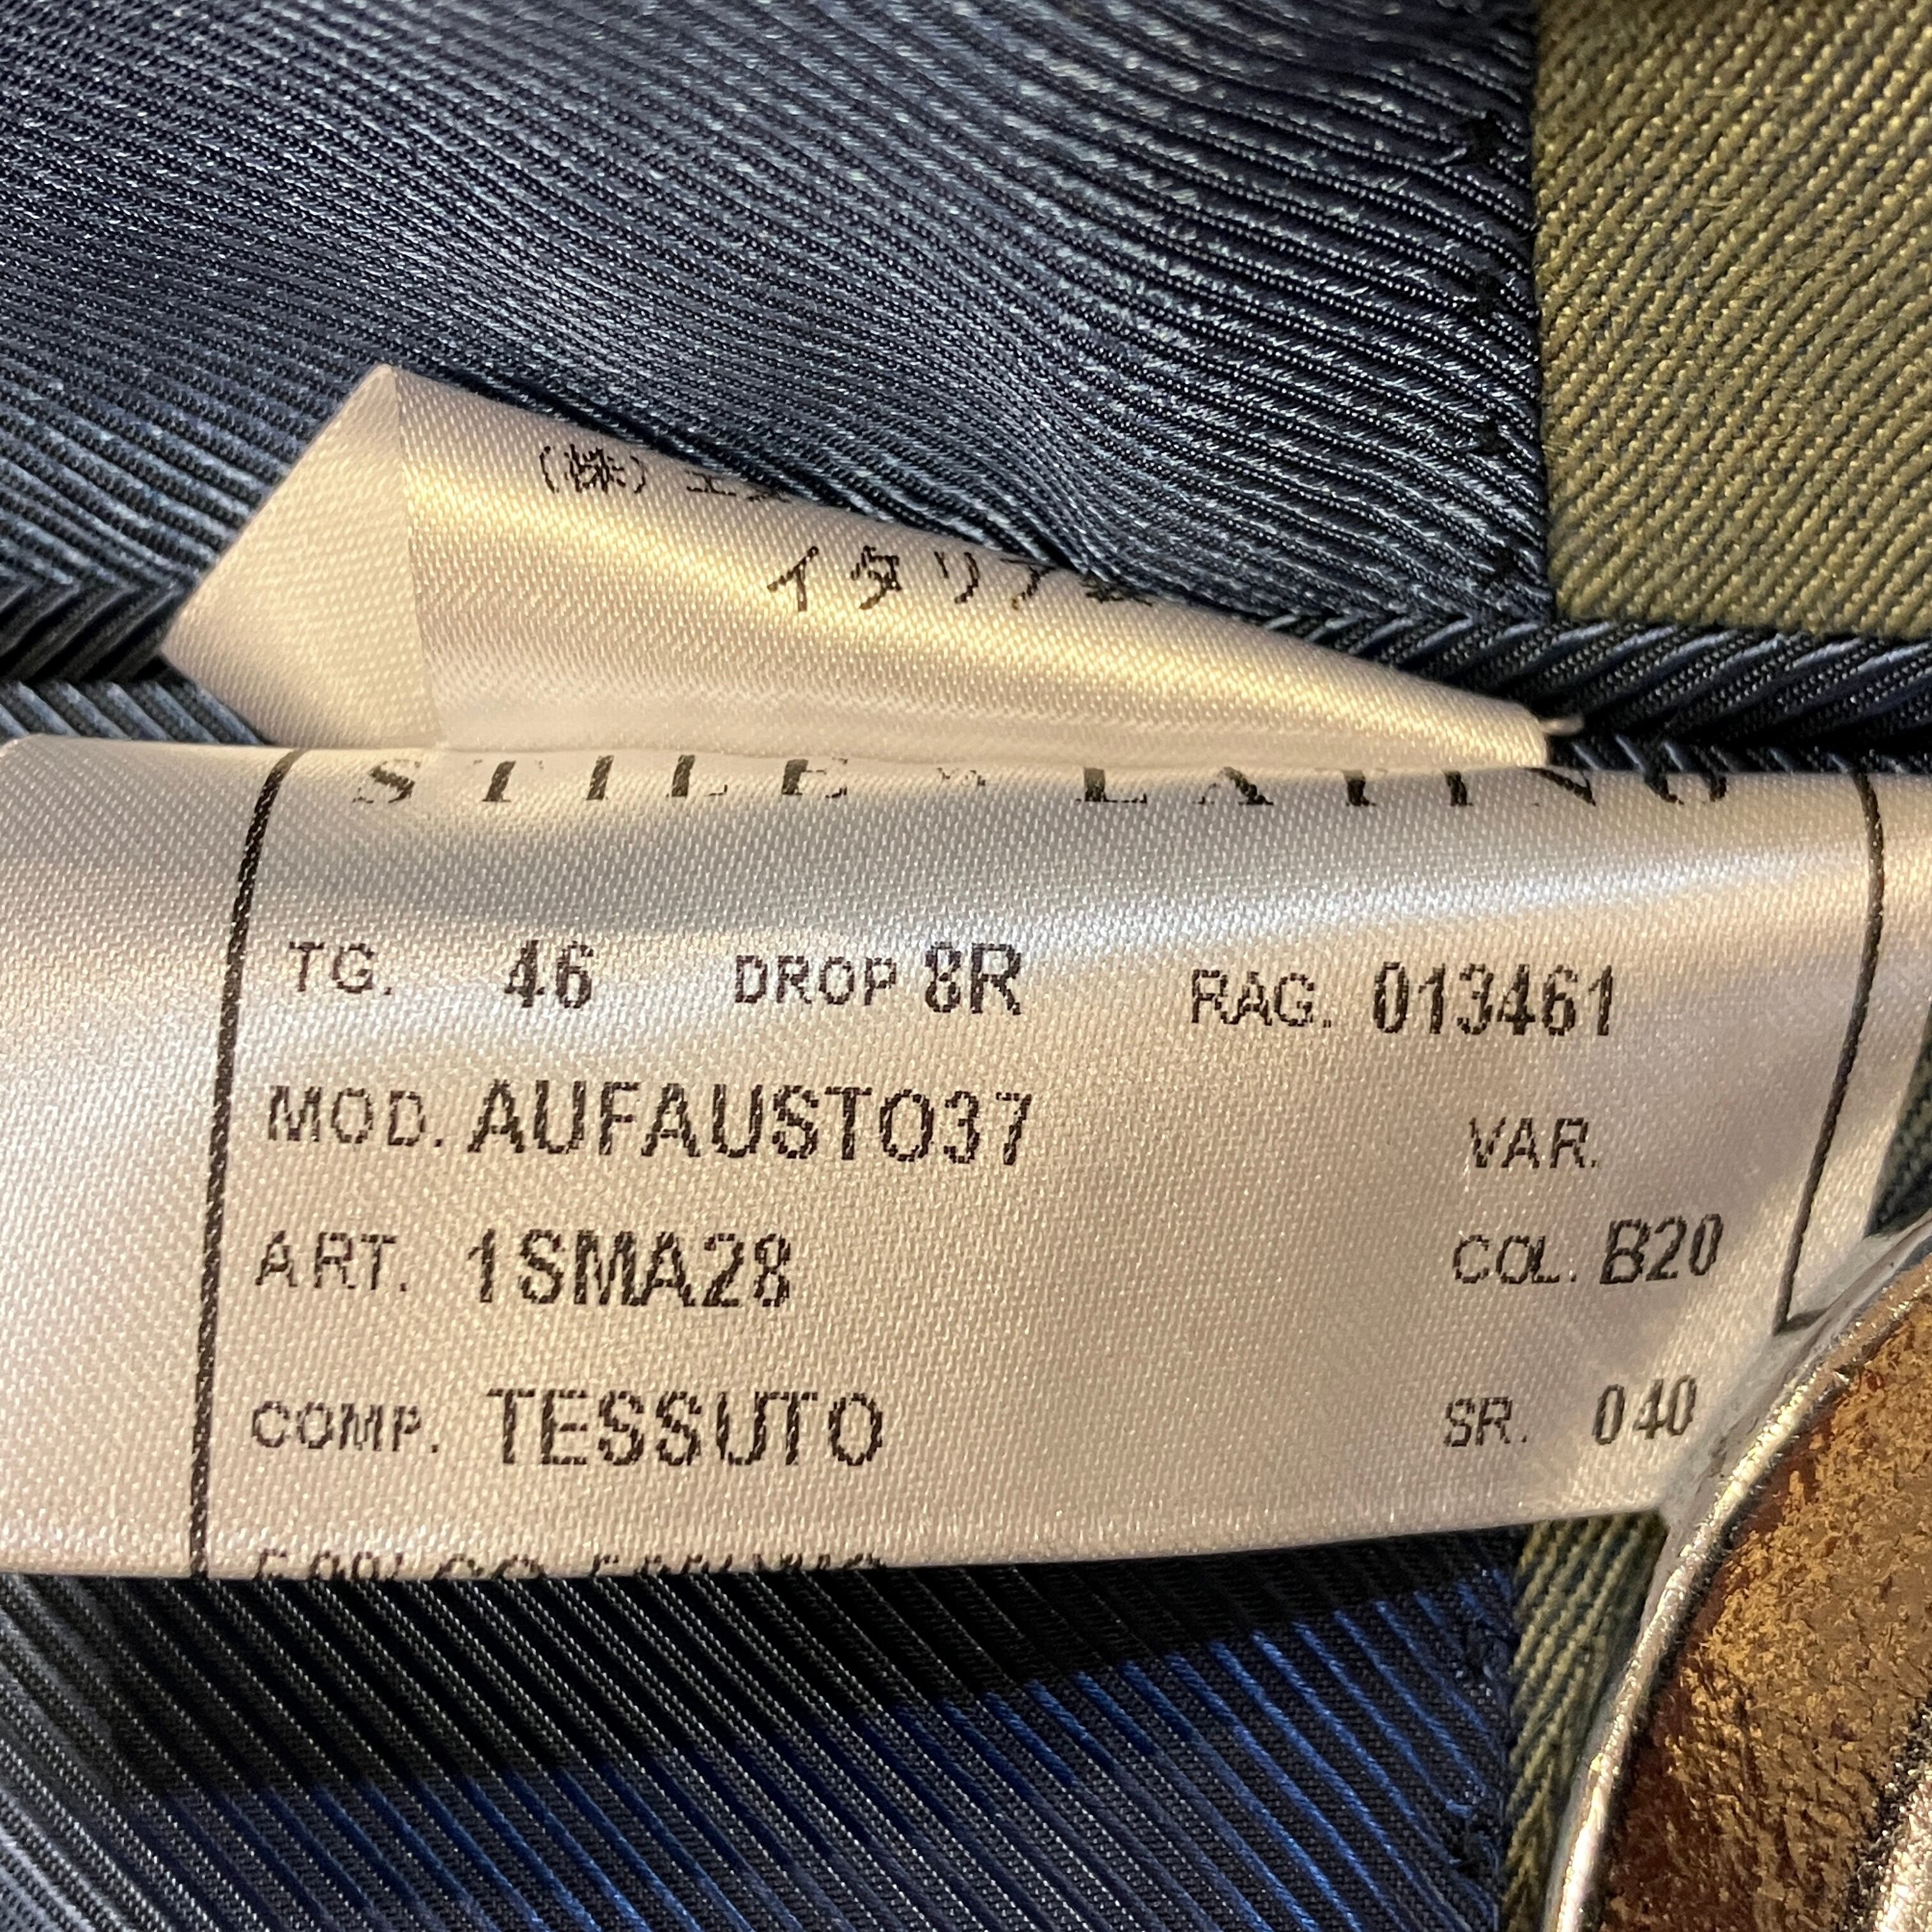 (株)
イタリア
STILE LATINO
TG. 46 DROP 8R RAG. 013461
MOD. AUFAUSTO37 VAR.
ART. 1SMA28 COL. B20
COMP. TESSUTO SR. 040